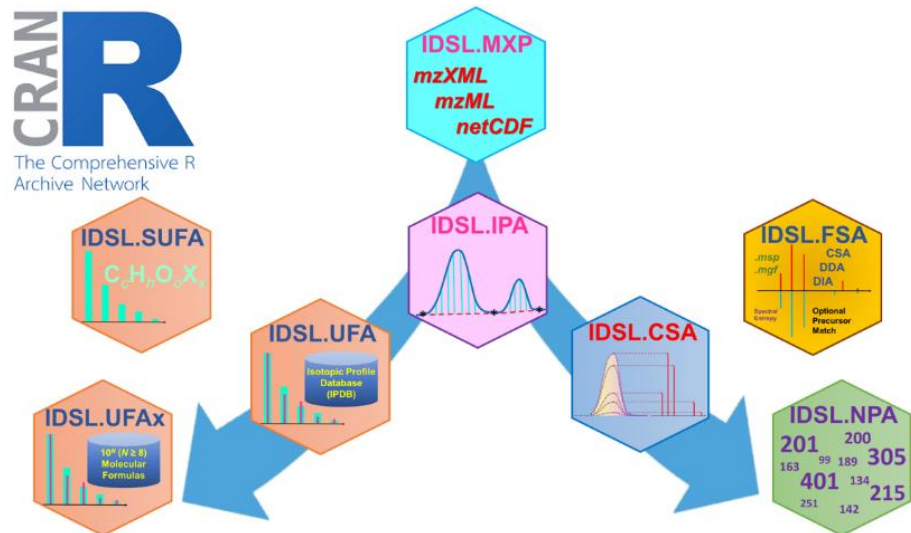 CRAN
R
The Comprehensive R
Archive Network
IDSL.MXP
mzXML
mzML
netCDF
IDSL.SUFA
CcHhOoXx
IDSL.IPA
IDSL.FSA
.msp
.mgf
CSA
DDA
DIA
Spectral
Entropy
Optional
Precursor
Match
IDSL.UFA
Isotopic Profile
Database
(IPDB)
IDSL.CSA
IDSL.UFAx
10ᴺ (N ≥ 8)
Molecular
Formulas
IDSL.NPA
201 200
163 99 189 305
401 134
251 142 215